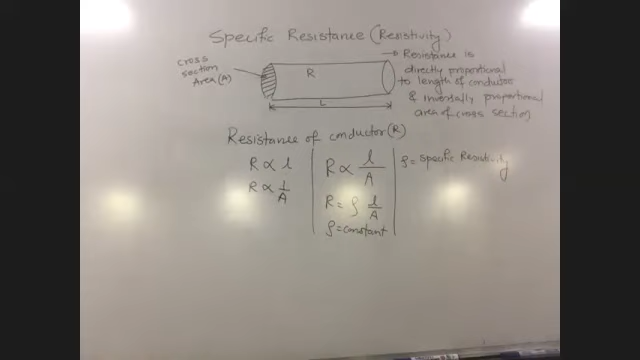 Specific Resistance (Resistivity)
cross
section
Area (A)
R
L
→ Resistance is
directly proportional
to length of conductor
& inversally proportional
area of cross section
Resistance of conductor (R)
R ∝ l
R ∝ 1/A
R ∝ l/A
R = ρ l/A
ρ = constant
ρ = specific Resistivity